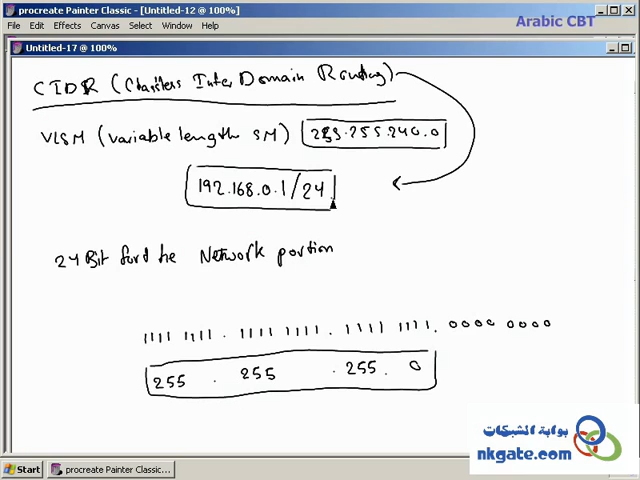 procreate Painter Classic - [Untitled-12 @ 100%]
Arabic CBT
File Edit Effects Canvas Select Window Help
Untitled-17 @ 100%
CIDR (Classless Inter Domain Routing)
VLSM (variable length SM) 255.255.240.0
192.168.0.1/24
24 Bit for the Network portion
1111 1111 . 1111 1111 . 1111 1111 . 0000 0000
255 . 255 . 255 . 0
بوابة الشبكات
nkgate.com
Start procreate Painter Classic...